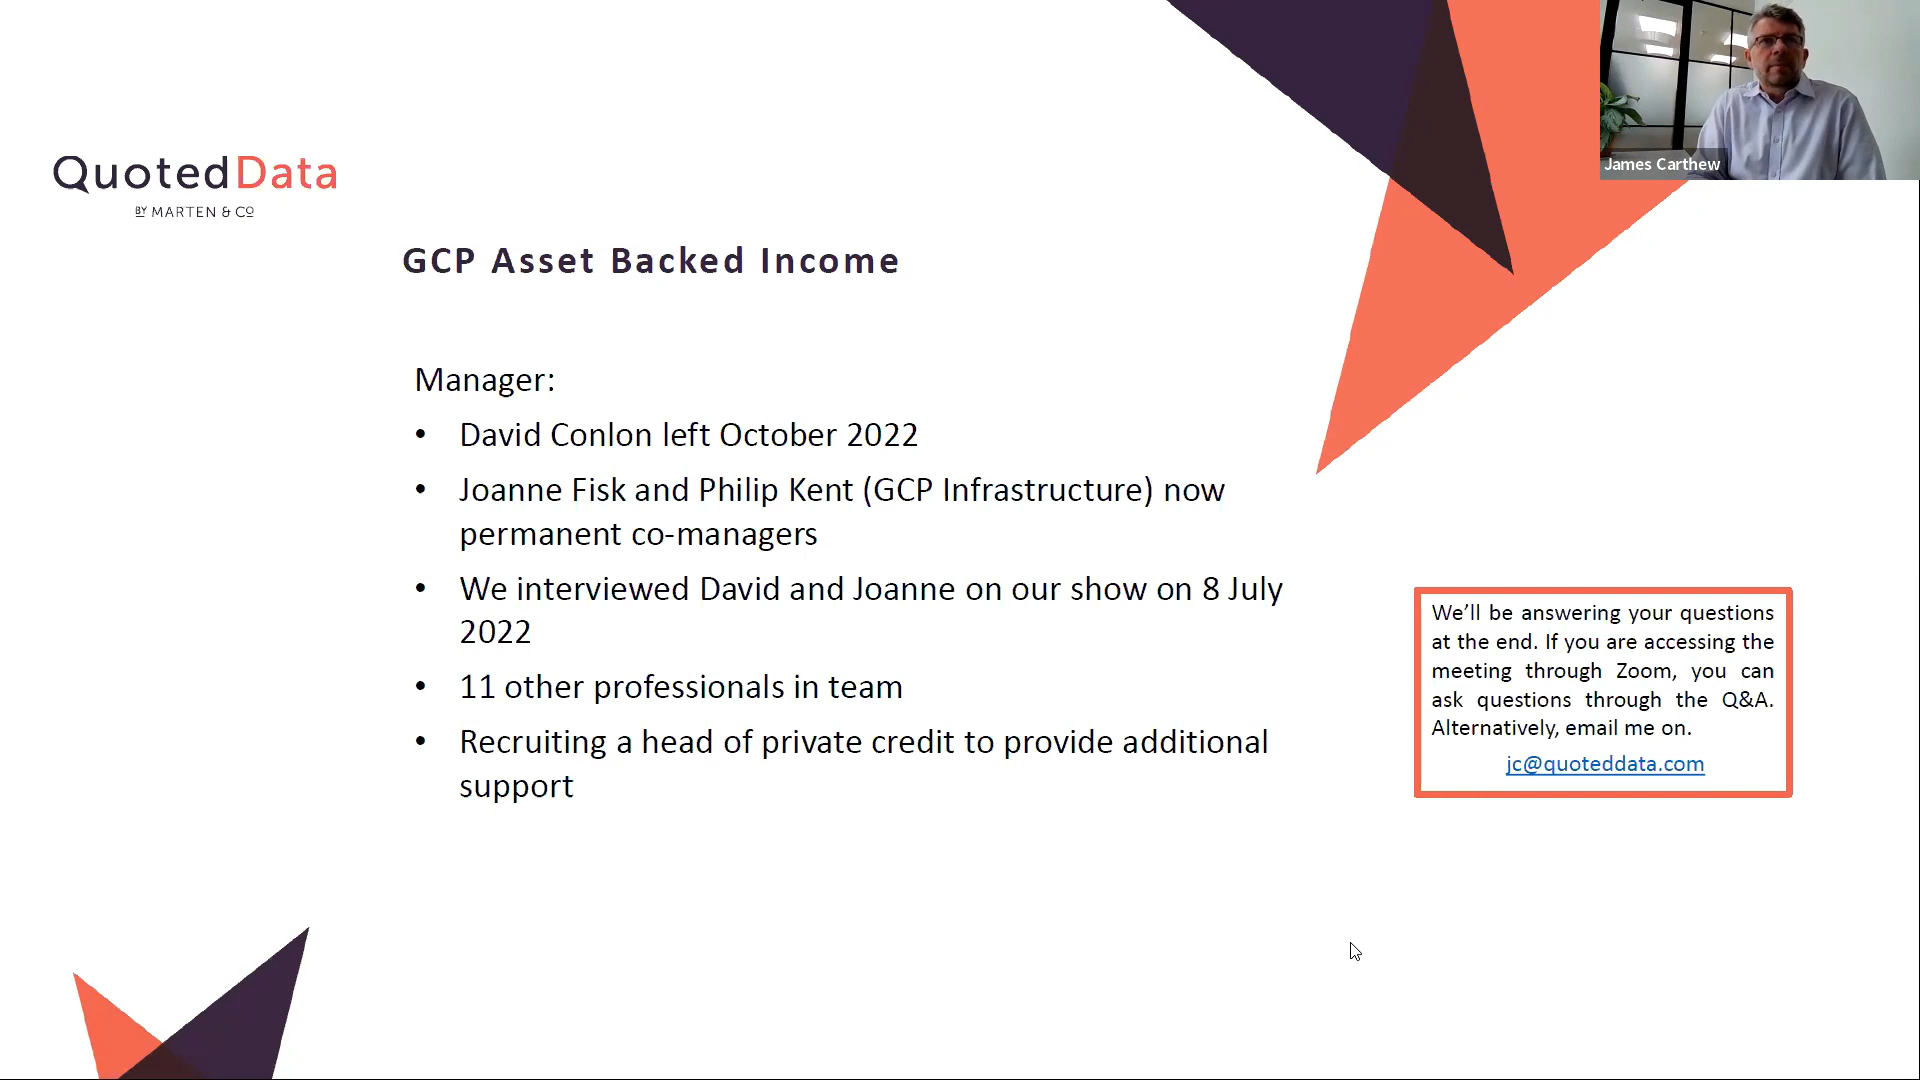 James Carthew
QuotedData
BY MARTEN & CO
GCP Asset Backed Income
Manager:
• David Conlon left October 2022
• Joanne Fisk and Philip Kent (GCP Infrastructure) now
permanent co-managers
• We interviewed David and Joanne on our show on 8 July
2022
• 11 other professionals in team
• Recruiting a head of private credit to provide additional
support
We’ll be answering your questions
at the end. If you are accessing the
meeting through Zoom, you can
ask questions through the Q&A.
Alternatively, email me on.
jc@quoteddata.com